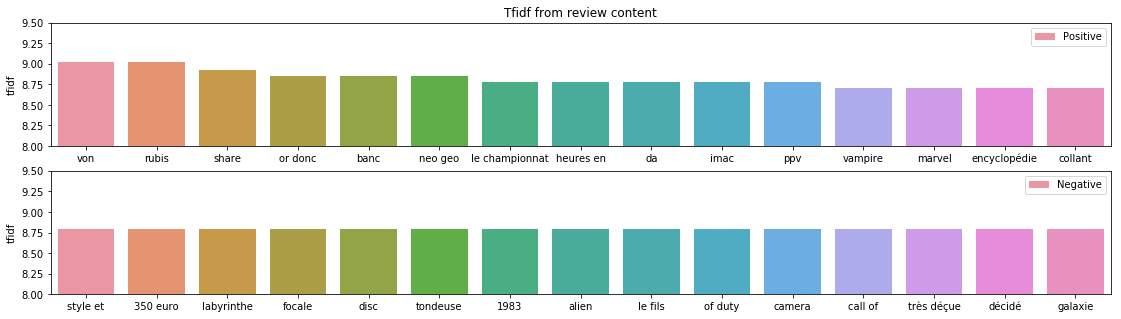 Tfidf from review content
9.50
9.25
9.00
8.75
8.50
8.25
8.00
tfidf
Positive
von rubis share or donc banc neo geo le championnat heures en da imac ppv vampire marvel encyclopédie collant
9.50
9.25
9.00
8.75
8.50
8.25
8.00
tfidf
Negative
style et 350 euro labyrinthe focale disc tondeuse 1983 alien le fils of duty camera call of très déçue décidé galaxie